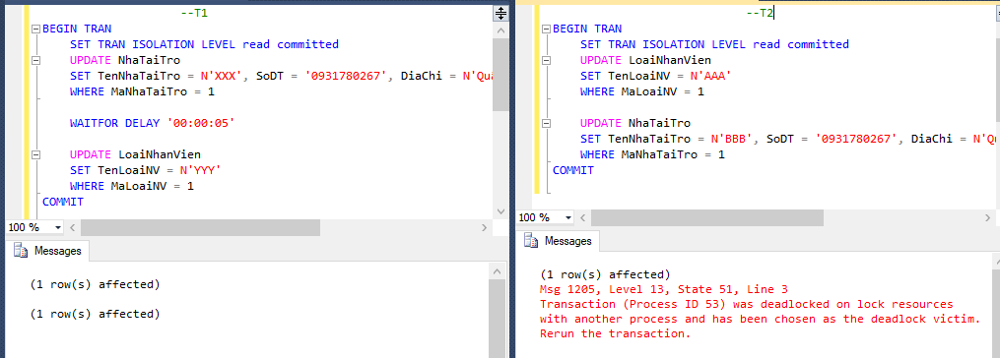 --T1
BEGIN TRAN
SET TRAN ISOLATION LEVEL read committed
UPDATE NhaTaiTro
SET TenNhaTaiTro = N'XXX', SoDT = '0931780267', DiaChi = N'Qu
WHERE MaNhaTaiTro = 1
WAITFOR DELAY '00:00:05'
UPDATE LoaiNhanVien
SET TenLoaiNV = N'YYY'
WHERE MaLoaiNV = 1
COMMIT
100 %
Messages
(1 row(s) affected)
(1 row(s) affected)
--T2
BEGIN TRAN
SET TRAN ISOLATION LEVEL read committed
UPDATE LoaiNhanVien
SET TenLoaiNV = N'AAA'
WHERE MaLoaiNV = 1
UPDATE NhaTaiTro
SET TenNhaTaiTro = N'BBB', SoDT = '0931780267', DiaChi = N'Q
WHERE MaNhaTaiTro = 1
COMMIT
100 %
Messages
(1 row(s) affected)
Msg 1205, Level 13, State 51, Line 3
Transaction (Process ID 53) was deadlocked on lock resources
with another process and has been chosen as the deadlock victim.
Rerun the transaction.